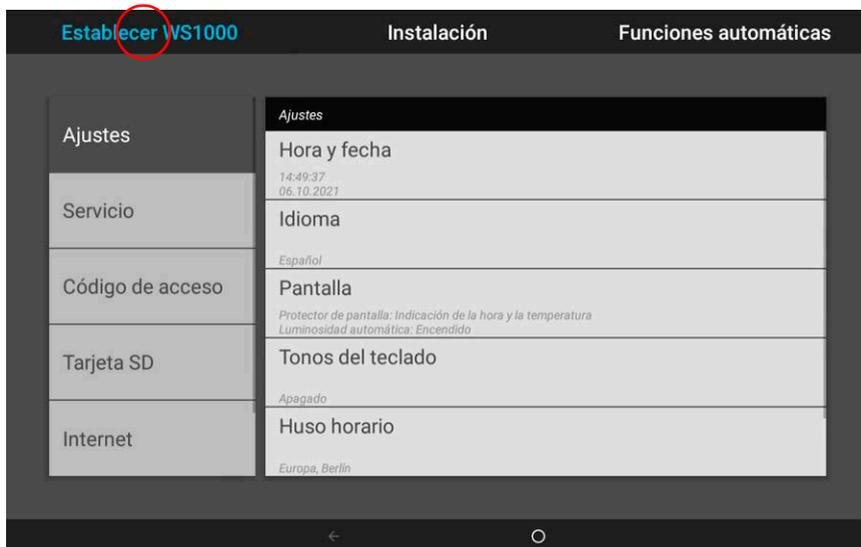 Establecer WS1000
Instalación
Funciones automáticas
Ajustes
Servicio
Código de acceso
Tarjeta SD
Internet
Ajustes
Hora y fecha
14:49:37
06.10.2021
Idioma
Español
Pantalla
Protector de pantalla: Indicación de la hora y la temperatura
Luminosidad automática: Encendido
Tonos del teclado
Apagado
Huso horario
Europa, Berlín